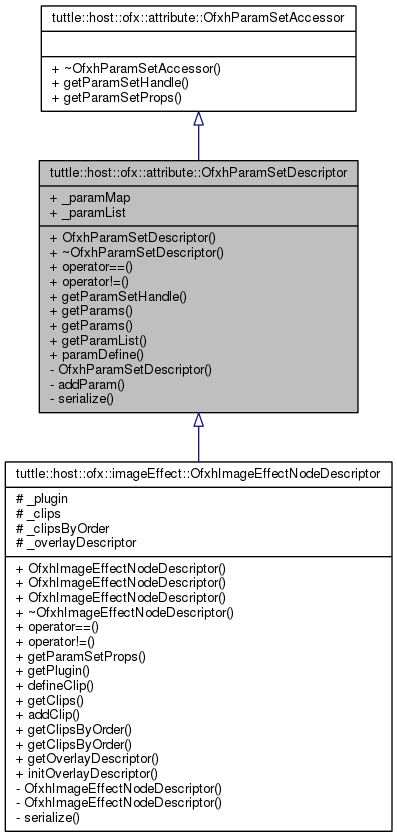 tuttle::host::ofx::attribute::OfxhParamSetAccessor
+ ~OfxhParamSetAccessor()
+ getParamSetHandle()
+ getParamSetProps()
tuttle::host::ofx::attribute::OfxhParamSetDescriptor
+ _paramMap
+ _paramList
+ OfxhParamSetDescriptor()
+ ~OfxhParamSetDescriptor()
+ operator==()
+ operator!=()
+ getParamSetHandle()
+ getParams()
+ getParams()
+ getParamList()
+ paramDefine()
- OfxhParamSetDescriptor()
- addParam()
- serialize()
tuttle::host::ofx::imageEffect::OfxhImageEffectNodeDescriptor
# _plugin
# _clips
# _clipsByOrder
# _overlayDescriptor
+ OfxhImageEffectNodeDescriptor()
+ OfxhImageEffectNodeDescriptor()
+ OfxhImageEffectNodeDescriptor()
+ ~OfxhImageEffectNodeDescriptor()
+ operator==()
+ operator!=()
+ getParamSetProps()
+ getPlugin()
+ defineClip()
+ getClips()
+ addClip()
+ getClipsByOrder()
+ getClipsByOrder()
+ getOverlayDescriptor()
+ initOverlayDescriptor()
- OfxhImageEffectNodeDescriptor()
- OfxhImageEffectNodeDescriptor()
- serialize()